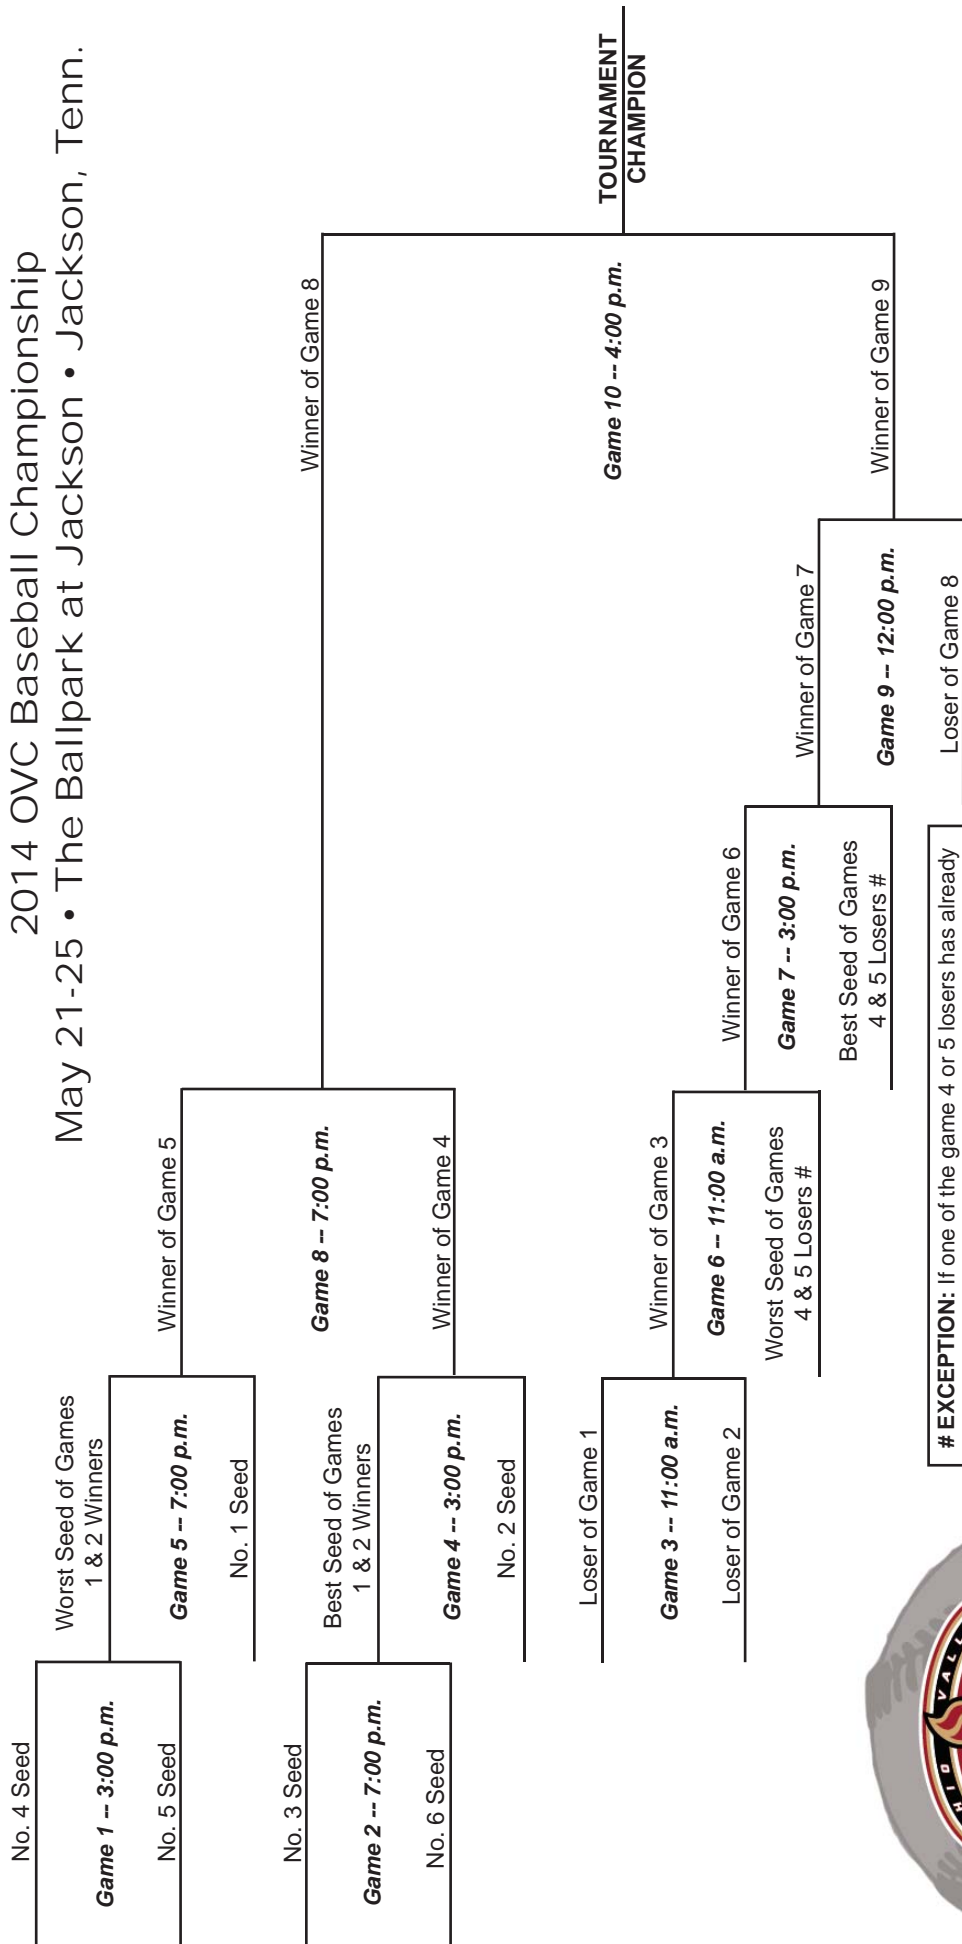 2014 OVC Baseball Championship
May 21-25 • The Ballpark at Jackson • Jackson, Tenn.
No. 4 Seed
Game 1 -- 3:00 p.m.
No. 5 Seed
No. 3 Seed
Game 2 -- 7:00 p.m.
No. 6 Seed
Worst Seed of Games
1 & 2 Winners
Game 5 -- 7:00 p.m.
No. 1 Seed
Best Seed of Games
1 & 2 Winners
Game 4 -- 3:00 p.m.
No. 2 Seed
Loser of Game 1
Game 3 -- 11:00 a.m.
Loser of Game 2
Winner of Game 5
Game 8 -- 7:00 p.m.
Winner of Game 4
Winner of Game 3
Game 6 -- 11:00 a.m.
Worst Seed of Games
4 & 5 Losers #
Winner of Game 6
Game 7 -- 3:00 p.m.
Best Seed of Games
4 & 5 Losers #
Winner of Game 7
Game 9 -- 12:00 p.m.
Loser of Game 8
Winner of Game 8
Game 10 -- 4:00 p.m.
Winner of Game 9
TOURNAMENT
CHAMPION
# EXCEPTION: If one of the game 4 or 5 losers has already